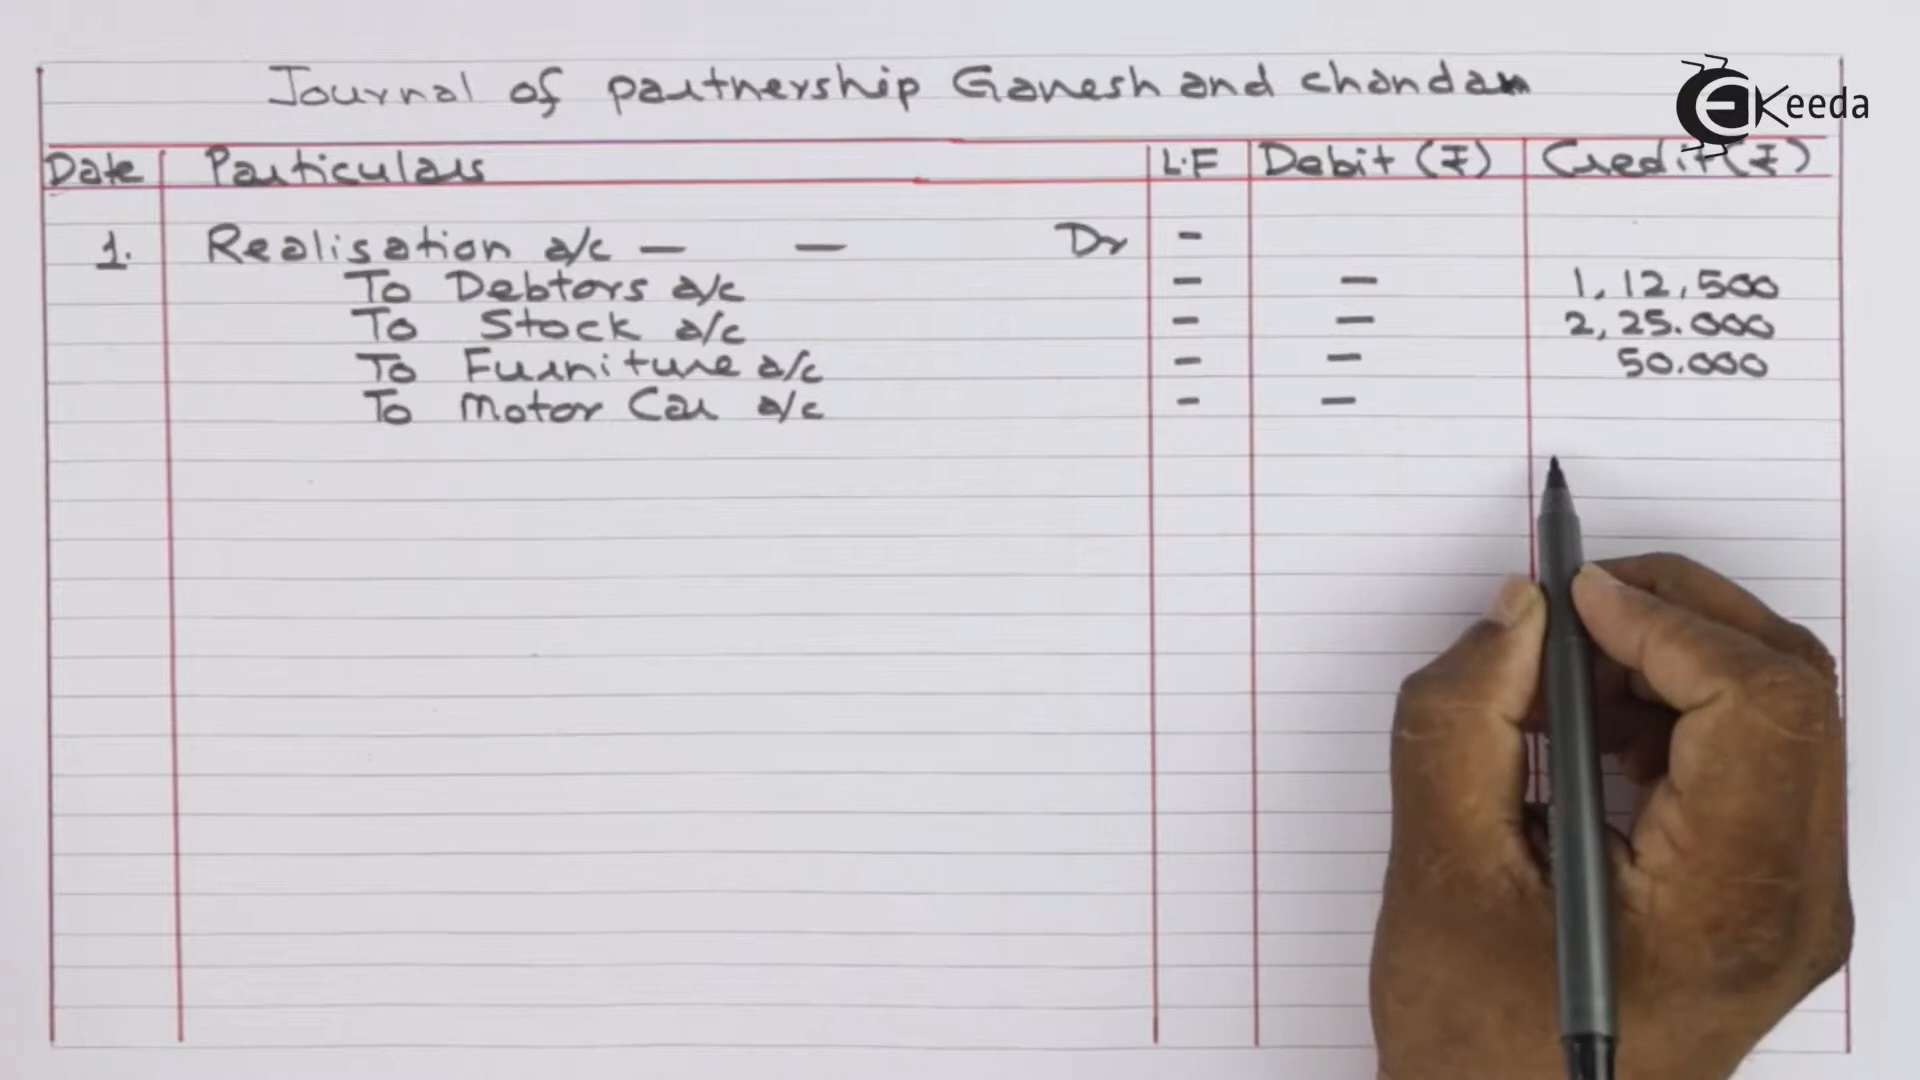 Journal of partnership Ganesh and chandan
EKeeda
Date Particulars L.F Debit (₹) Credit (₹)
1. Realisation a/c — — Dr -
To Debtors a/c - - 1,12,500
To Stock a/c - - 2,25.000
To Furniture a/c - - 50.000
To Motor Car a/c - -